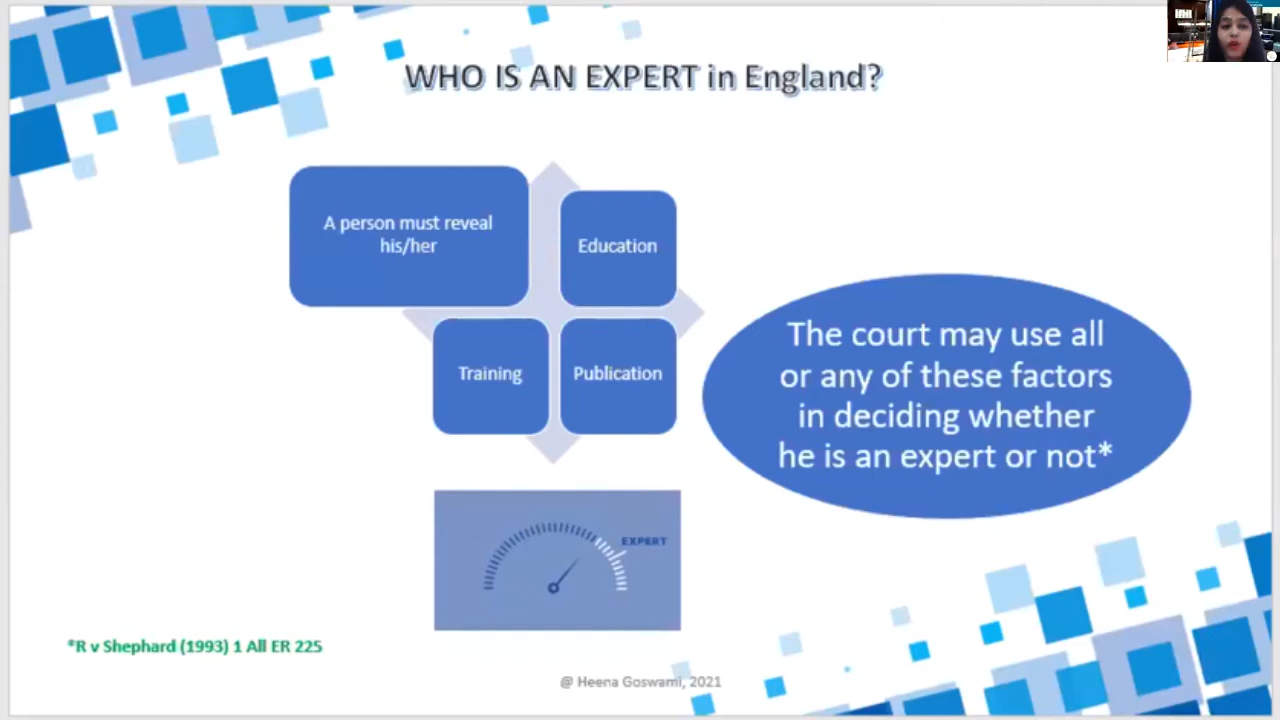 WHO IS AN EXPERT in England?
A person must reveal
his/her
Education
Training
Publication
The court may use all
or any of these factors
in deciding whether
he is an expert or not*
EXPERT
*R v Shephard (1993) 1 All ER 225
@ Heena Goswami, 2021